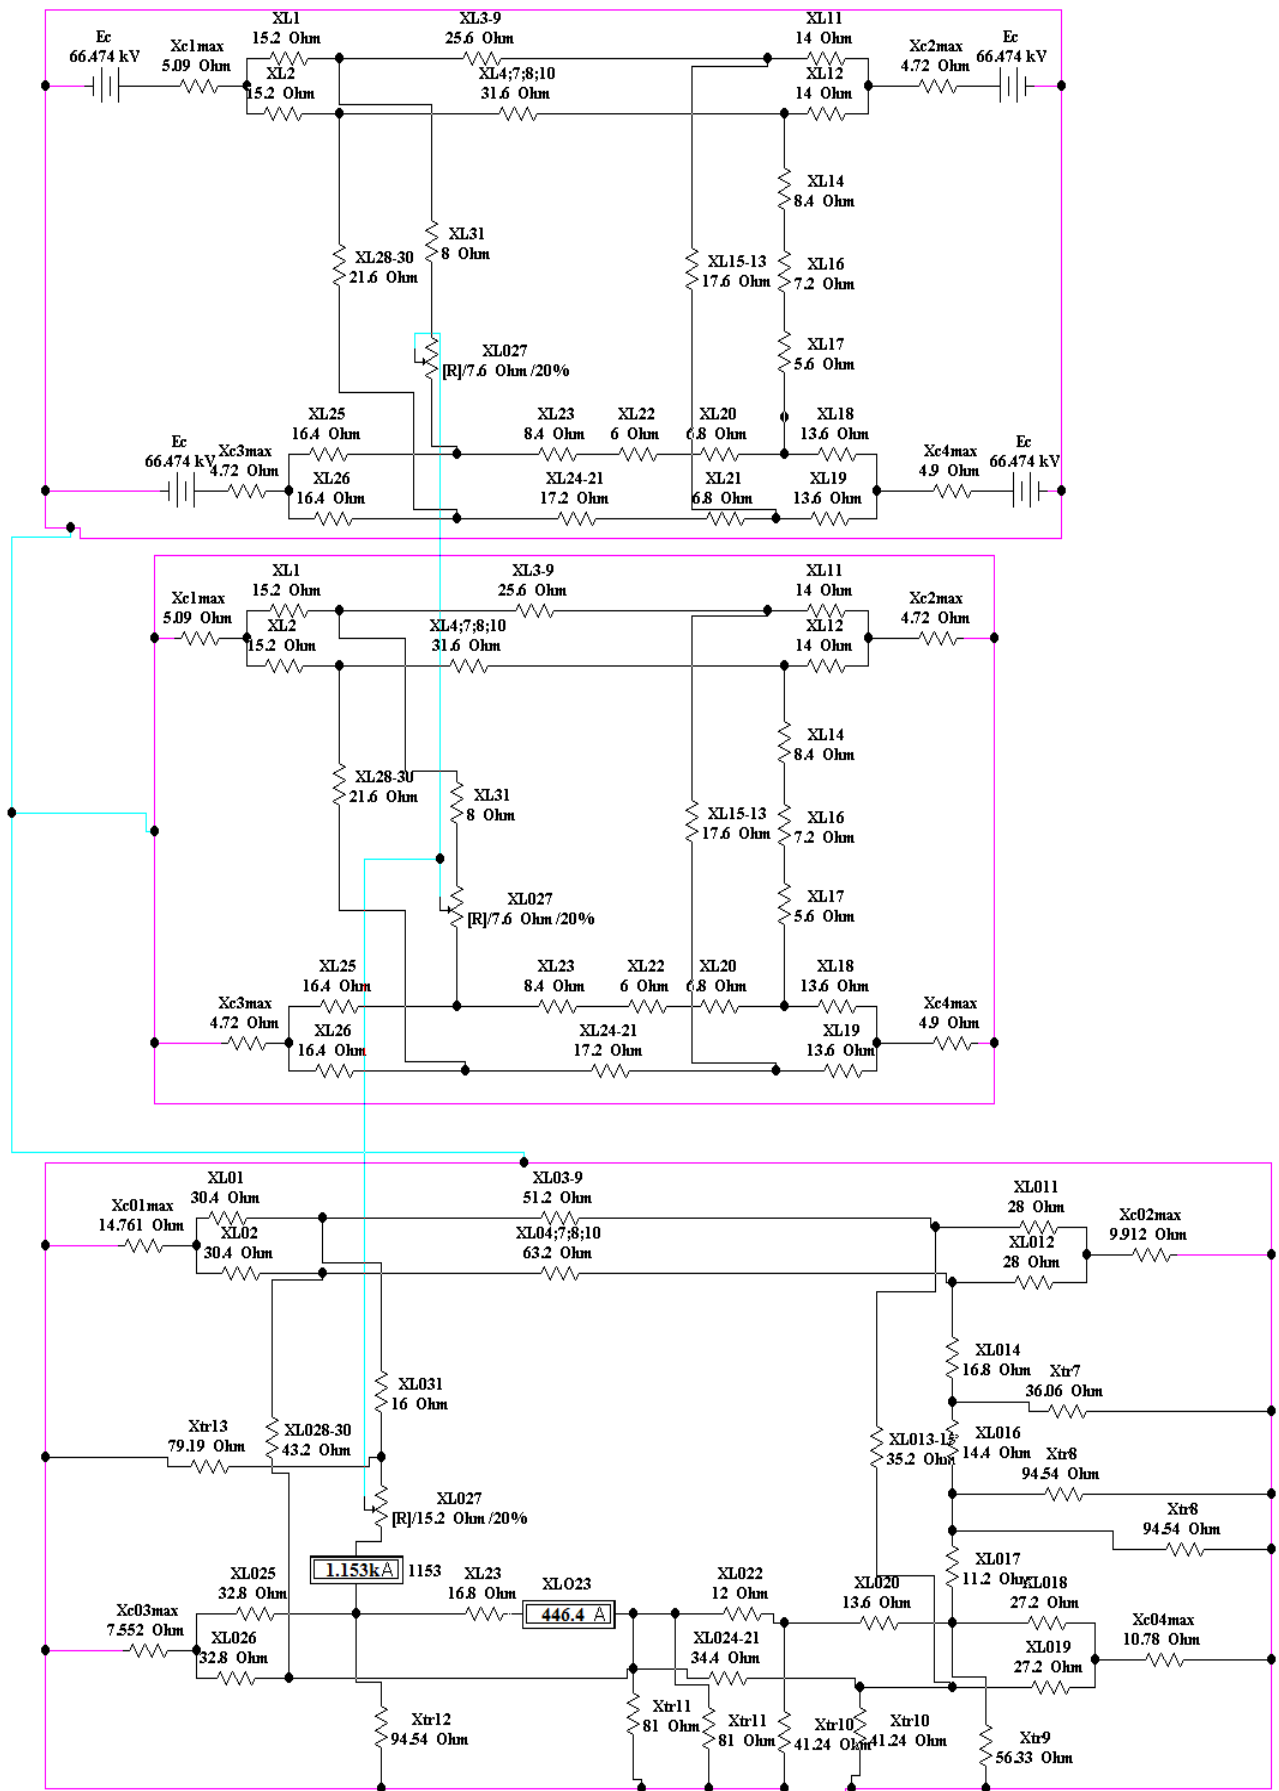 XL1
15.2 Ohm
XL3-9
25.6 Ohm
XL11
14 Ohm
Ec
66.474 kV
Xc1max
5.09 Ohm
XL2
15.2 Ohm
XL4;7;8;10
31.6 Ohm
XL12
14 Ohm
Xc2max
4.72 Ohm
Ec
66.474 kV
XL14
8.4 Ohm
XL31
8 Ohm
XL28-30
21.6 Ohm
XL15-13
17.6 Ohm
XL16
7.2 Ohm
XL027
[R]/7.6 Ohm /20%
XL17
5.6 Ohm
XL25
16.4 Ohm
XL23
8.4 Ohm
XL22
6 Ohm
XL20
6.8 Ohm
XL18
13.6 Ohm
Ec
66.474 kV
Xc3max
4.72 Ohm
XL26
16.4 Ohm
XL24-21
17.2 Ohm
XL21
6.8 Ohm
XL19
13.6 Ohm
Xc4max
4.9 Ohm
Ec
66.474 kV
XL1
15.2 Ohm
XL3-9
25.6 Ohm
XL11
14 Ohm
Xc1max
5.09 Ohm
XL2
15.2 Ohm
XL4;7;8;10
31.6 Ohm
XL12
14 Ohm
Xc2max
4.72 Ohm
XL14
8.4 Ohm
XL28-30
21.6 Ohm
XL31
8 Ohm
XL15-13
17.6 Ohm
XL16
7.2 Ohm
XL027
[R]/7.6 Ohm /20%
XL17
5.6 Ohm
XL25
16.4 Ohm
XL23
8.4 Ohm
XL22
6 Ohm
XL20
6.8 Ohm
XL18
13.6 Ohm
Xc3max
4.72 Ohm
XL26
16.4 Ohm
XL24-21
17.2 Ohm
XL19
13.6 Ohm
Xc4max
4.9 Ohm
XL01
30.4 Ohm
XL03-9
51.2 Ohm
XL011
28 Ohm
Xc01max
14.761 Ohm
XL02
30.4 Ohm
XL04;7;8;10
63.2 Ohm
XL012
28 Ohm
Xc02max
9.912 Ohm
XL014
16.8 Ohm
Xtr7
36.06 Ohm
XL031
16 Ohm
Xtr13
79.19 Ohm
XL028-30
43.2 Ohm
XL013-15
35.2 Ohm
XL016
14.4 Ohm
Xtr8
94.54 Ohm
XL027
[R]/15.2 Ohm /20%
Xtr8
94.54 Ohm
1.153kA
1153
XL017
11.2 Ohm
XL025
32.8 Ohm
XL23
16.8 Ohm
XLO23
446.4 A
XL022
12 Ohm
XL020
13.6 Ohm
XL018
27.2 Ohm
Xc03max
7.552 Ohm
XL026
32.8 Ohm
XL024-21
34.4 Ohm
XL019
27.2 Ohm
Xc04max
10.78 Ohm
Xtr12
94.54 Ohm
Xtr11
81 Ohm
Xtr11
81 Ohm
Xtr10
41.24 Ohm
Xtr10
41.24 Ohm
Xtr9
56.33 Ohm